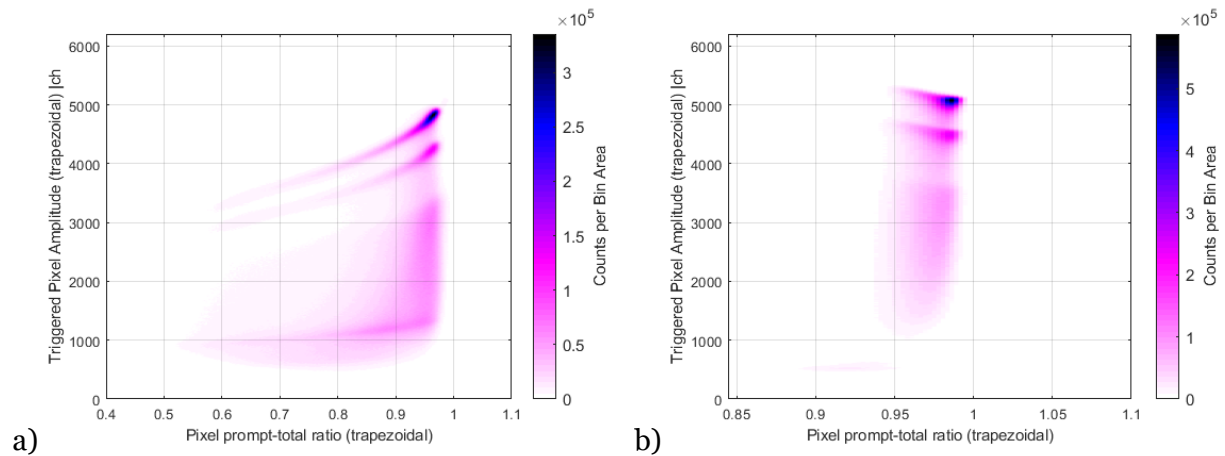 ×10⁵
6000
5000
4000
3000
2000
1000
0
Triggered Pixel Amplitude (trapezoidal) |ch
0.4 0.5 0.6 0.7 0.8 0.9 1 1.1
Pixel prompt-total ratio (trapezoidal)
3
2.5
2
1.5
1
0.5
0
Counts per Bin Area
a)
×10⁵
6000
5000
4000
3000
2000
1000
0
Triggered Pixel Amplitude (trapezoidal) |ch
0.85 0.9 0.95 1 1.05 1.1
Pixel prompt-total ratio (trapezoidal)
5
4
3
2
1
0
Counts per Bin Area
b)